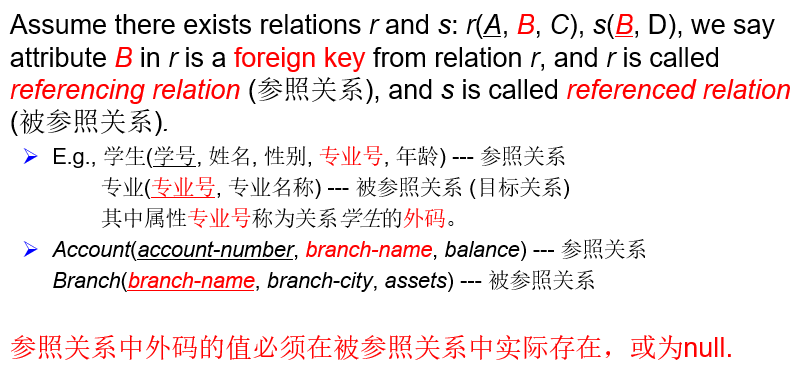 Assume there exists relations r and s: r(A, B, C), s(B, D), we say
attribute B in r is a foreign key from relation r, and r is called
referencing relation (参照关系), and s is called referenced relation
(被参照关系).
➢ E.g., 学生(学号, 姓名, 性别, 专业号, 年龄) --- 参照关系
专业(专业号, 专业名称) --- 被参照关系 (目标关系)
其中属性专业号称为关系学生的外码。
➢ Account(account-number, branch-name, balance) --- 参照关系
Branch(branch-name, branch-city, assets) --- 被参照关系
参照关系中外码的值必须在被参照关系中实际存在，或为null.